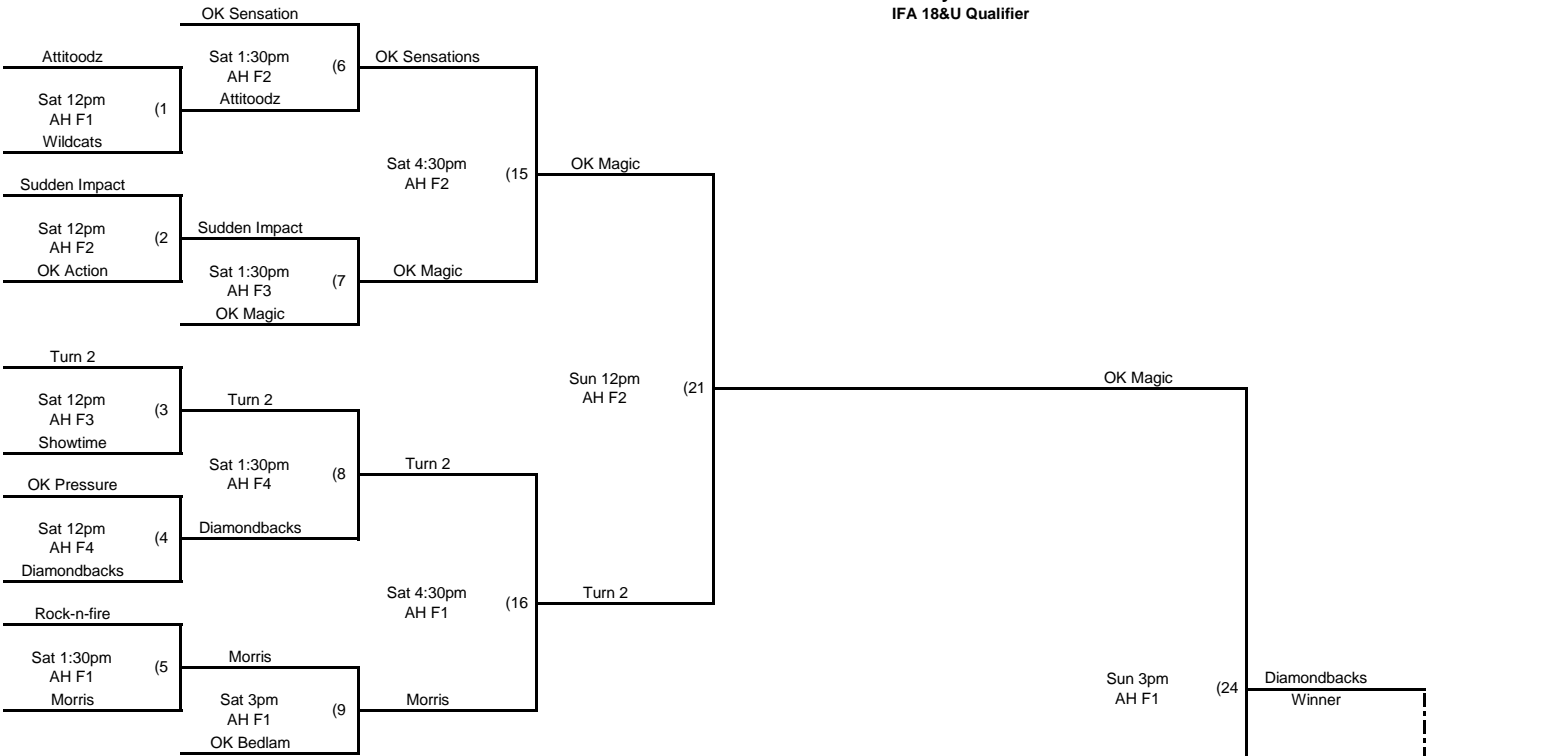 IFA 18&U Qualifier
OK Sensation
Sat 1:30pm
AH F2
(6
OK Sensations
Attitoodz
Attitoodz
Sat 12pm
AH F1
(1
Wildcats
Sat 4:30pm
AH F2
(15
OK Magic
Sudden Impact
Sat 12pm
AH F2
(2
Sudden Impact
OK Action
Sat 1:30pm
AH F3
(7
OK Magic
OK Magic
Turn 2
Sat 12pm
AH F3
(3
Turn 2
Showtime
Sun 12pm
AH F2
(21
OK Magic
Sat 1:30pm
AH F4
(8
Turn 2
OK Pressure
Sat 12pm
AH F4
(4
Diamondbacks
Diamondbacks
Sat 4:30pm
AH F1
(16
Turn 2
Rock-n-fire
Sat 1:30pm
AH F1
(5
Morris
Morris
Sat 3pm
AH F1
(9
Morris
OK Bedlam
Sun 3pm
AH F1
(24
Diamondbacks
Winner